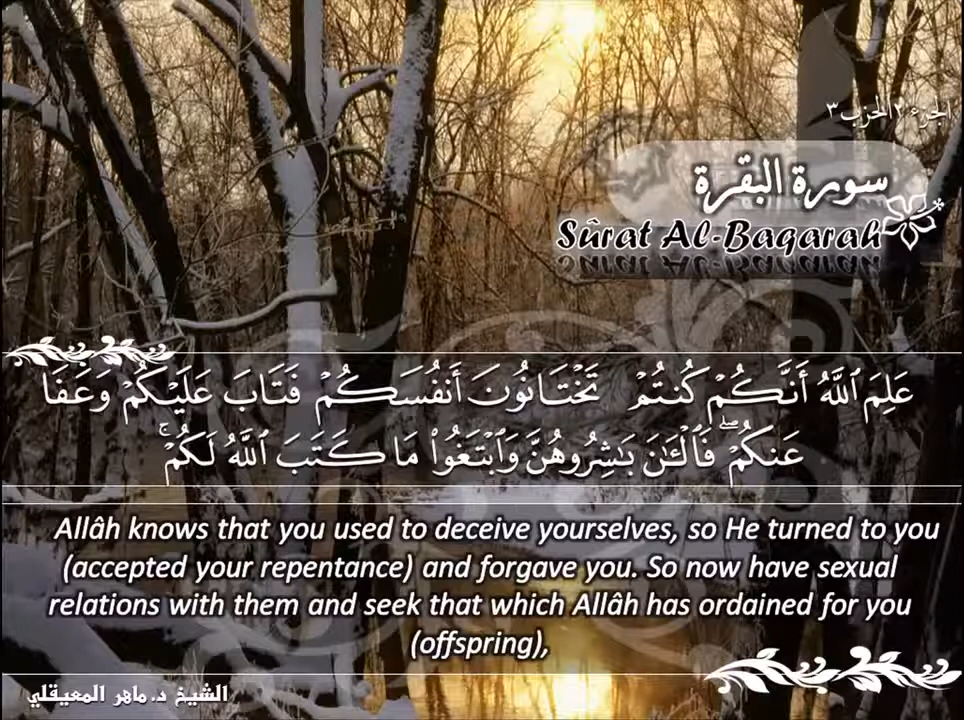 الجزء ٢ الحزب ٣
سورة البقرة
Sûrat Al-Baqarah
عَلِمَ ٱللَّهُ أَنَّكُمْ كُنتُمْ تَخْتَانُونَ أَنفُسَكُمْ فَتَابَ عَلَيْكُمْ وَعَفَا
عَنكُمْ ۖ فَٱلْـَٰٔنَ بَـٰشِرُوهُنَّ وَٱبْتَغُوا۟ مَا كَتَبَ ٱللَّهُ لَكُمْ ۚ
Allâh knows that you used to deceive yourselves, so He turned to you
(accepted your repentance) and forgave you. So now have sexual
relations with them and seek that which Allâh has ordained for you
(offspring),
الشيخ د. ماهر المعيقلي